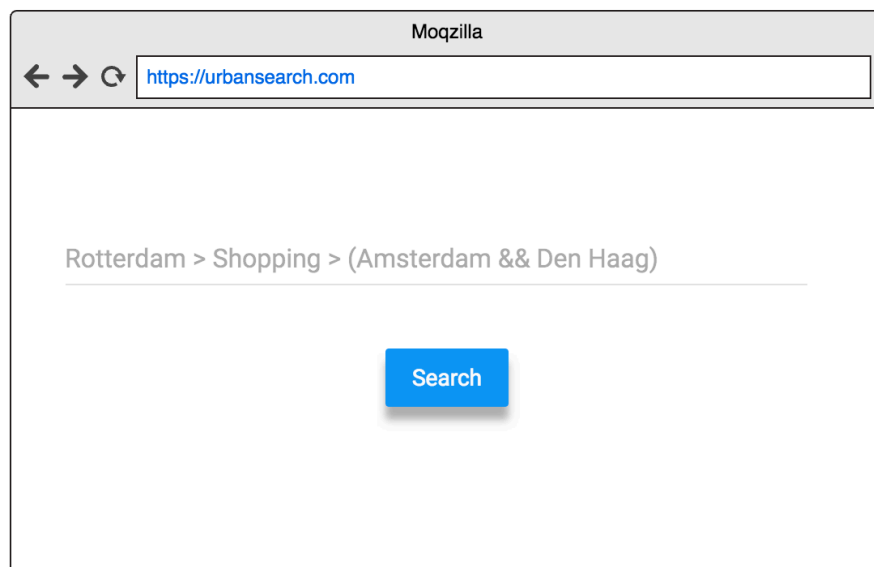 Moqzilla
https://urbansearch.com
Rotterdam > Shopping > (Amsterdam && Den Haag)
Search